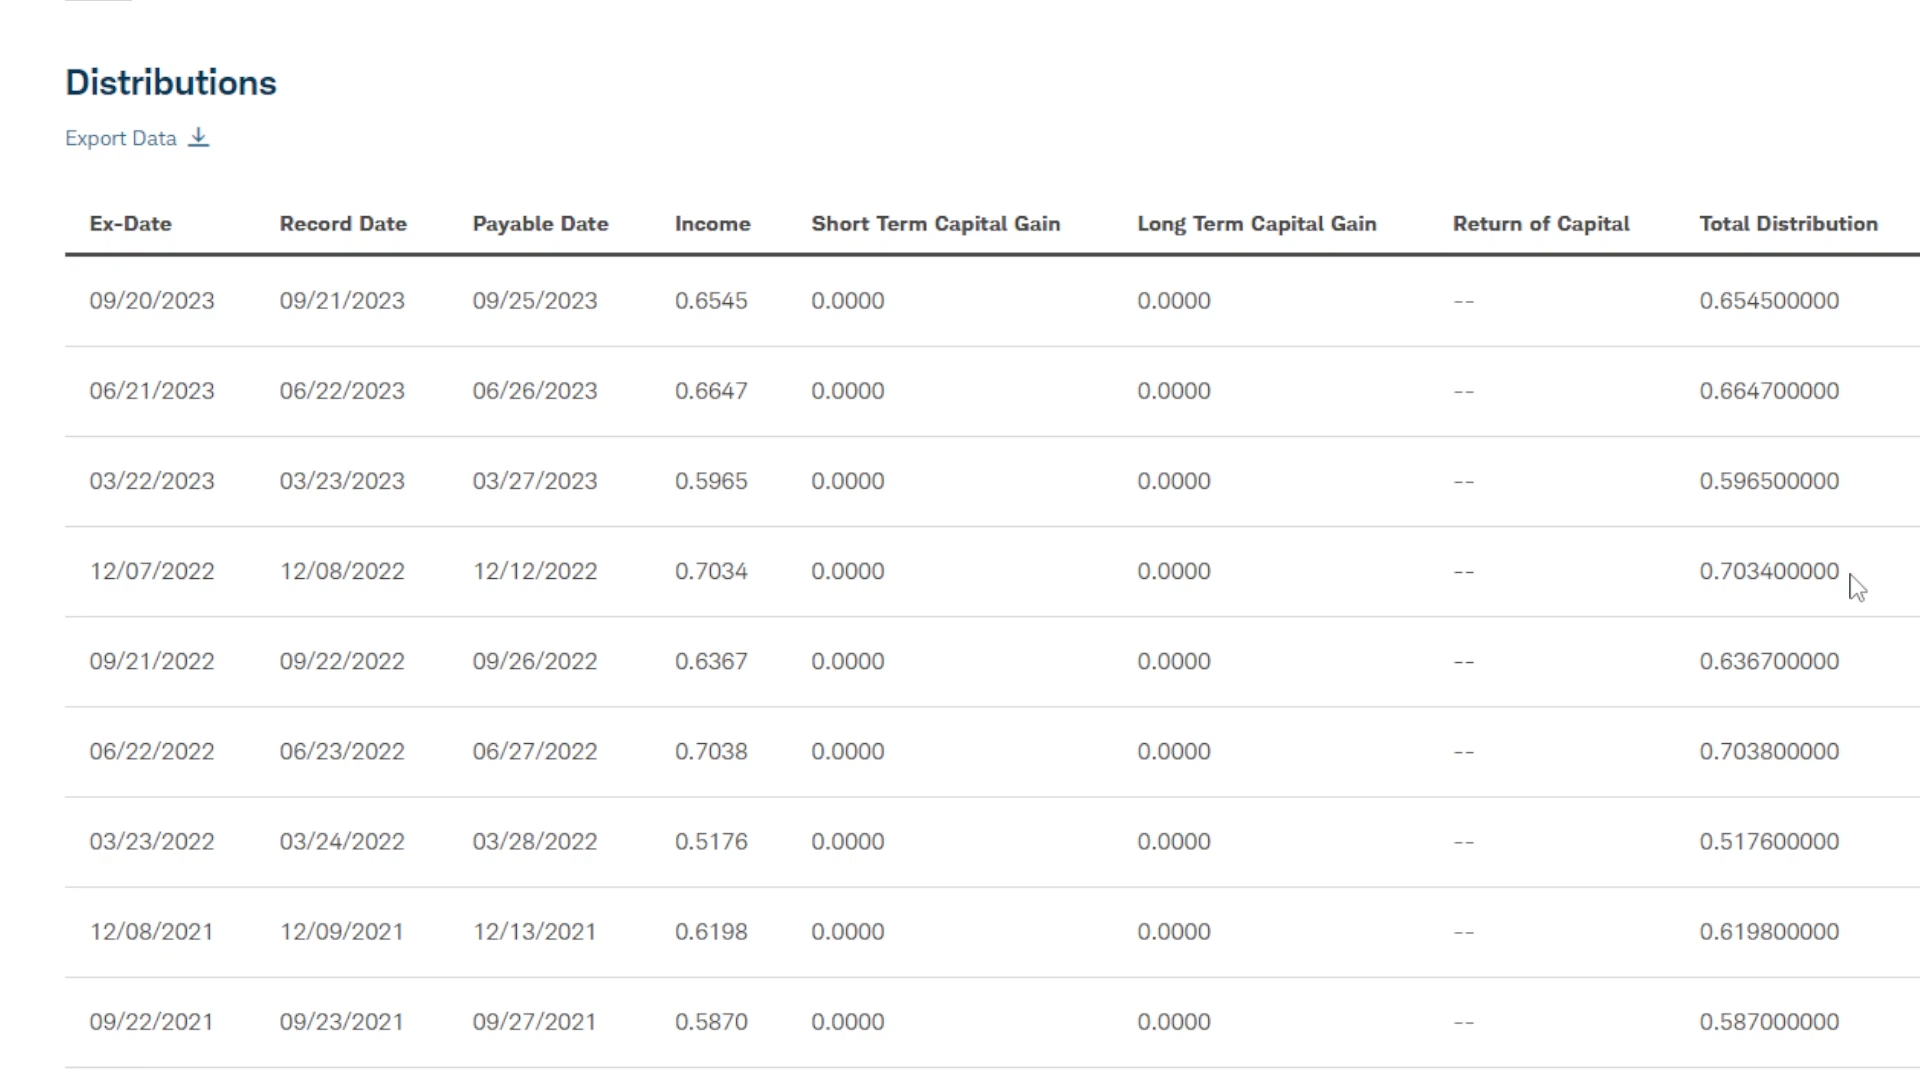 Distributions
Export Data
Ex-Date Record Date Payable Date Income Short Term Capital Gain Long Term Capital Gain Return of Capital Total Distribution
09/20/2023 09/21/2023 09/25/2023 0.6545 0.0000 0.0000 -- 0.654500000
06/21/2023 06/22/2023 06/26/2023 0.6647 0.0000 0.0000 -- 0.664700000
03/22/2023 03/23/2023 03/27/2023 0.5965 0.0000 0.0000 -- 0.596500000
12/07/2022 12/08/2022 12/12/2022 0.7034 0.0000 0.0000 -- 0.703400000
09/21/2022 09/22/2022 09/26/2022 0.6367 0.0000 0.0000 -- 0.636700000
06/22/2022 06/23/2022 06/27/2022 0.7038 0.0000 0.0000 -- 0.703800000
03/23/2022 03/24/2022 03/28/2022 0.5176 0.0000 0.0000 -- 0.517600000
12/08/2021 12/09/2021 12/13/2021 0.6198 0.0000 0.0000 -- 0.619800000
09/22/2021 09/23/2021 09/27/2021 0.5870 0.0000 0.0000 -- 0.587000000